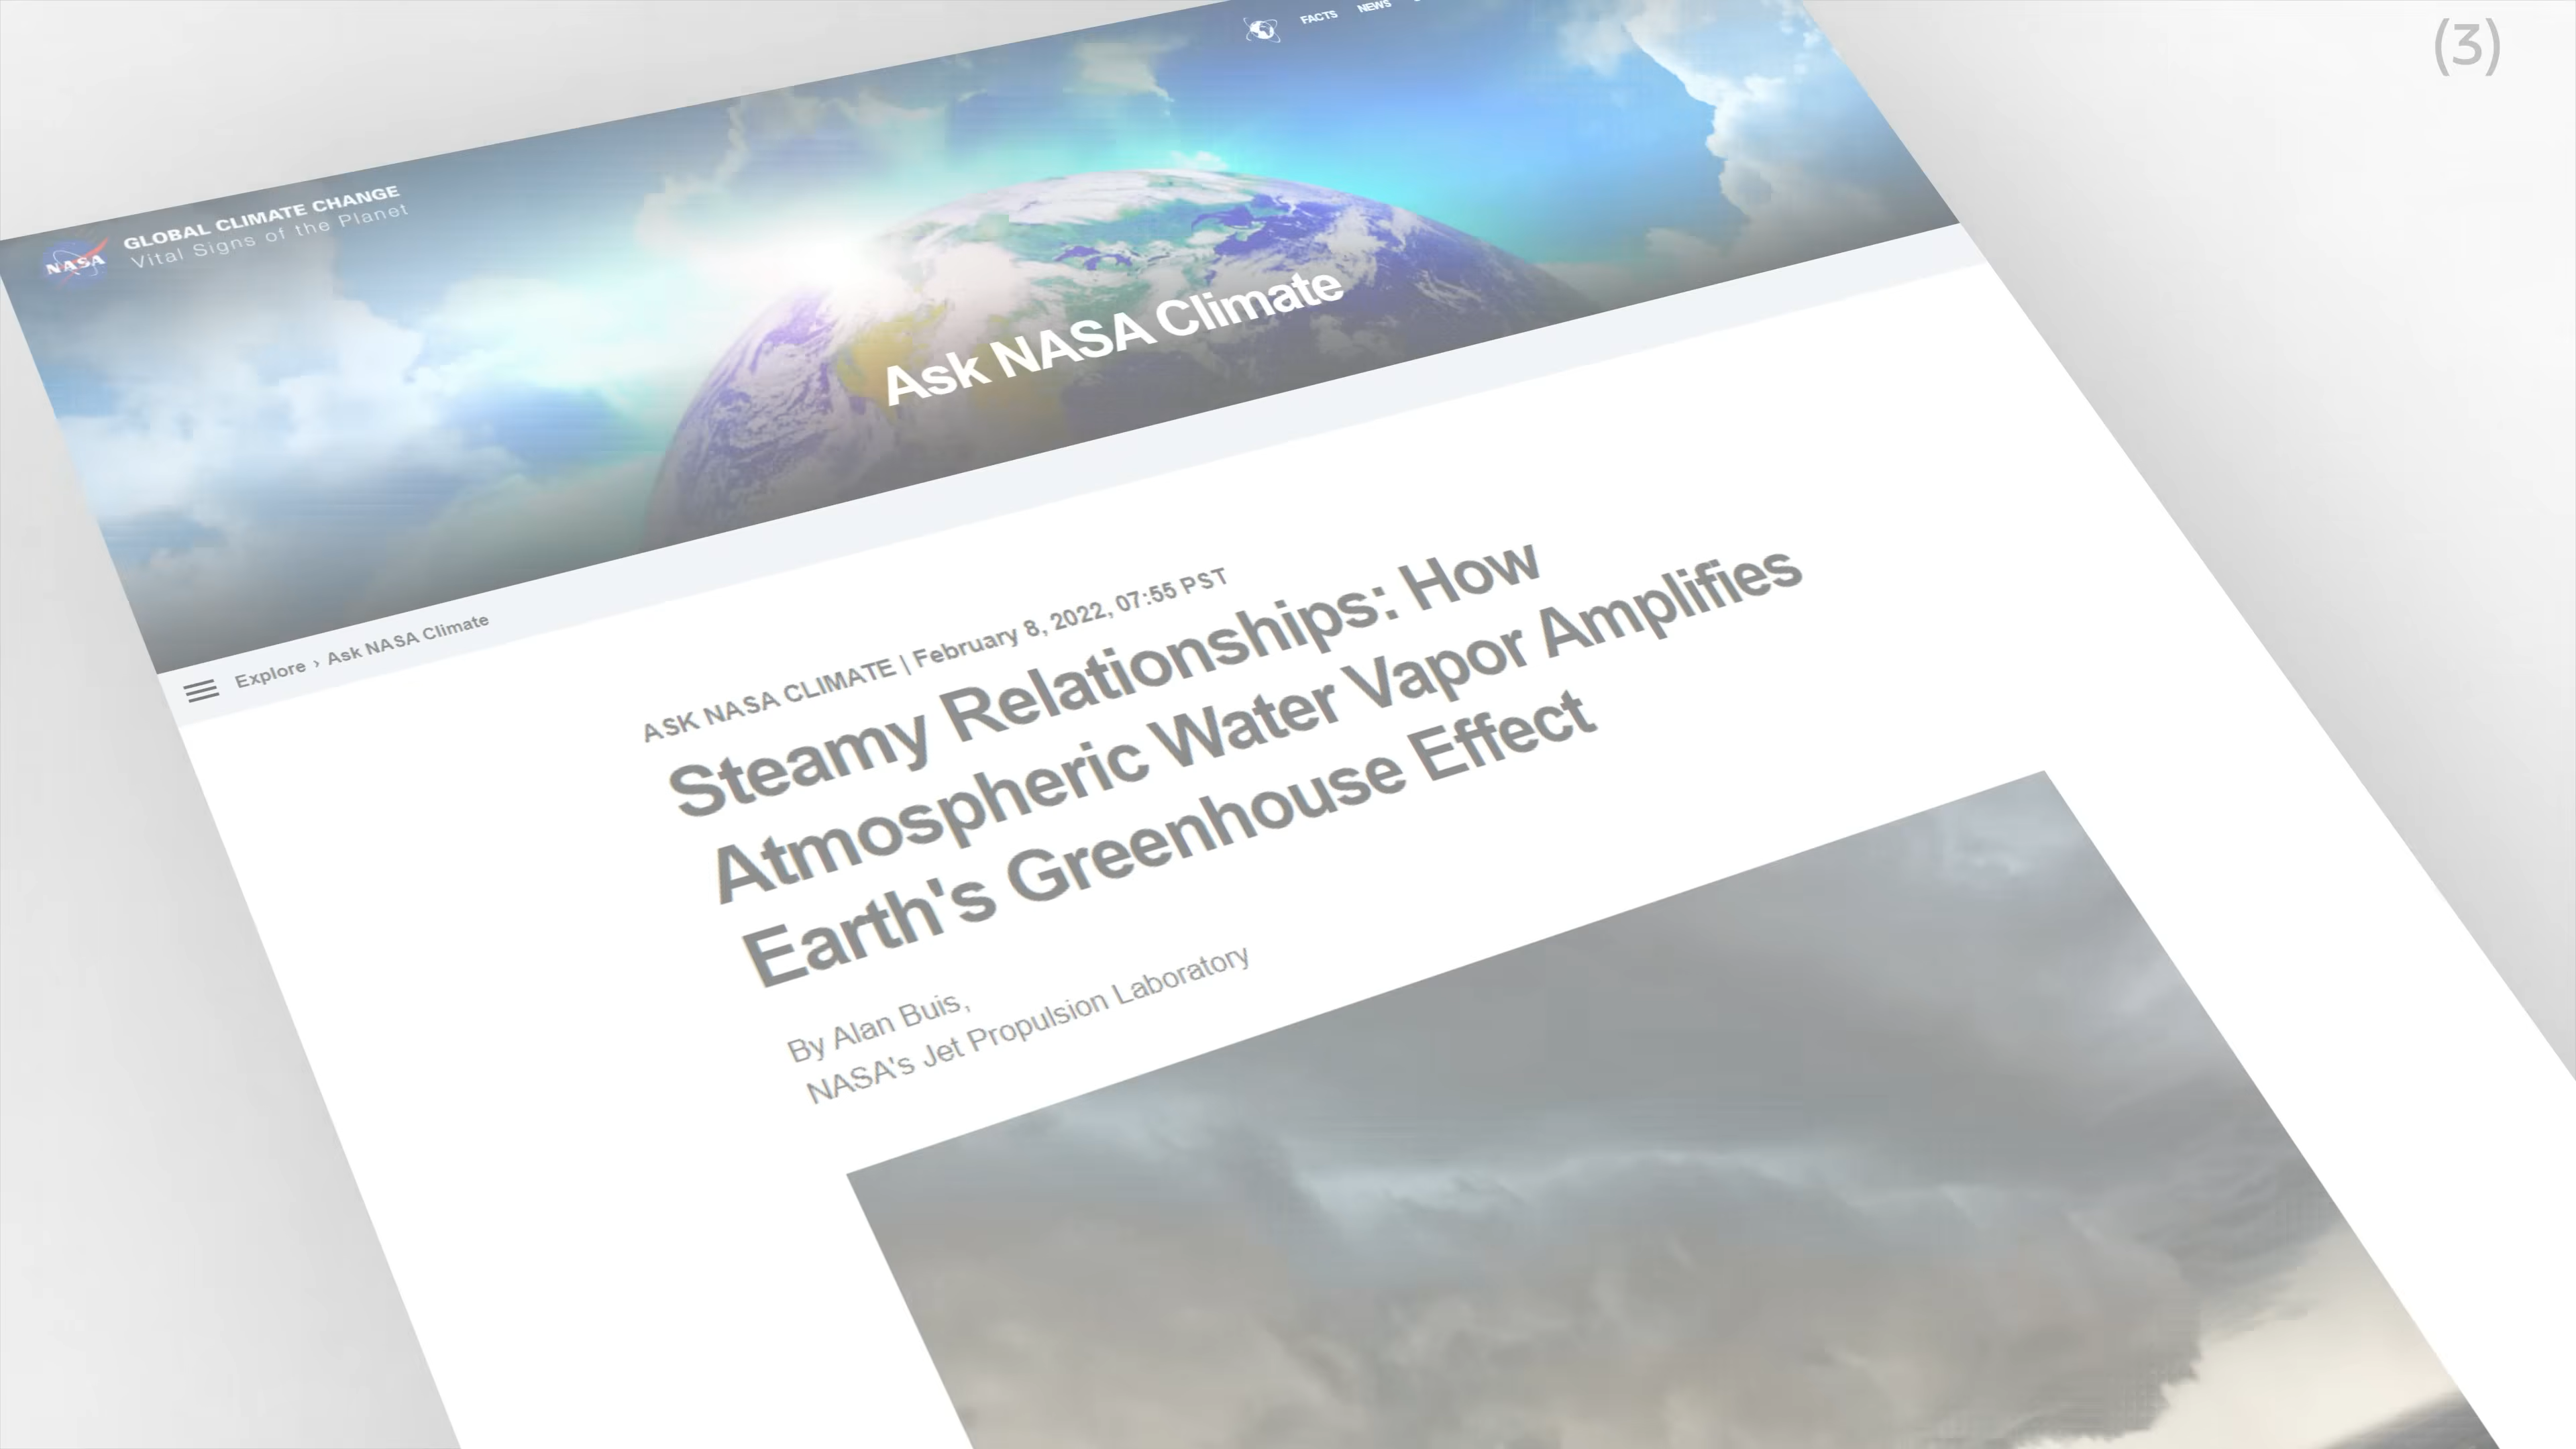 (3)
FACTS NEWS
NASA
GLOBAL CLIMATE CHANGE
Vital Signs of the Planet
Ask NASA Climate
Explore › Ask NASA Climate
ASK NASA CLIMATE | February 8, 2022, 07:55 PST
Steamy Relationships: How
Atmospheric Water Vapor Amplifies
Earth's Greenhouse Effect
By Alan Buis,
NASA's Jet Propulsion Laboratory